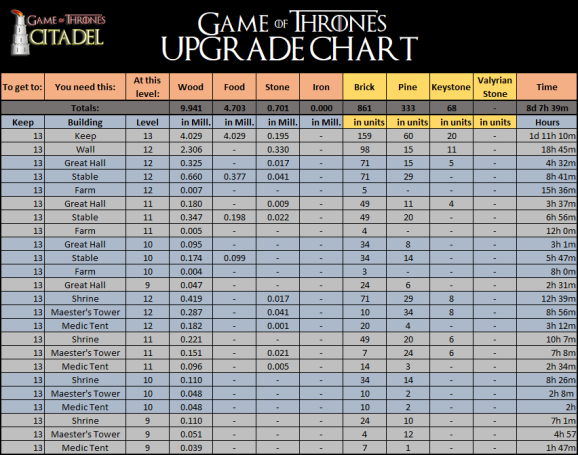 GAME OF THRONES
CITADEL
GAME OF THRONES
UPGRADE CHART
To get to: You need this: At this level: Wood Food Stone Iron Brick Pine Keystone Valyrian Stone Time
Totals: 9.941 4.703 0.701 0.000 861 333 68 - 8d 7h 39m
Keep Building Level in Mill. in Mill. in Mill. in Mill. in units in units in units in units Hours
13 Keep 13 4.029 4.029 0.195 - 159 60 20 - 1d 11h 10m
13 Wall 12 2.306 - 0.330 - 98 15 11 - 18h 45m
13 Great Hall 12 0.325 - 0.017 - 71 15 5 - 4h 32m
13 Stable 12 0.660 0.377 0.041 - 71 29 - - 8h 41m
13 Farm 12 0.007 - - - 5 - - - 15h 36m
13 Great Hall 11 0.180 - 0.009 - 49 11 4 - 3h 37m
13 Stable 11 0.347 0.198 0.022 - 49 20 - - 6h 56m
13 Farm 11 0.005 - - - 4 - - - 12h 0m
13 Great Hall 10 0.095 - - - 34 8 - - 3h 1m
13 Stable 10 0.174 0.099 - - 34 14 - - 5h 47m
13 Farm 10 0.004 - - - 3 - - - 8h 0m
13 Great Hall 9 0.047 - - - 24 6 - - 2h 31m
13 Shrine 12 0.419 - 0.017 - 71 29 8 - 12h 39m
13 Maester's Tower 12 0.287 - 0.041 - 10 34 8 - 8h 56m
13 Medic Tent 12 0.182 - 0.001 - 20 4 - - 3h 12m
13 Shrine 11 0.221 - - - 49 20 6 - 10h 7m
13 Maester's Tower 11 0.151 - 0.021 - 7 24 6 - 7h 8m
13 Medic Tent 11 0.096 - 0.005 - 14 3 - - 2h 34m
13 Shrine 10 0.110 - - - 34 14 - - 8h 26m
13 Maester's Tower 10 0.048 - - - 10 2 - - 2h 8m
13 Medic Tent 10 0.048 - - - 10 2 - - 2h
13 Shrine 9 0.110 - - - 24 10 - - 7h 1m
13 Maester's Tower 9 0.051 - - - 4 12 - - 4h 57
13 Medic Tent 9 0.039 - - - 7 1 - - 1h 47m